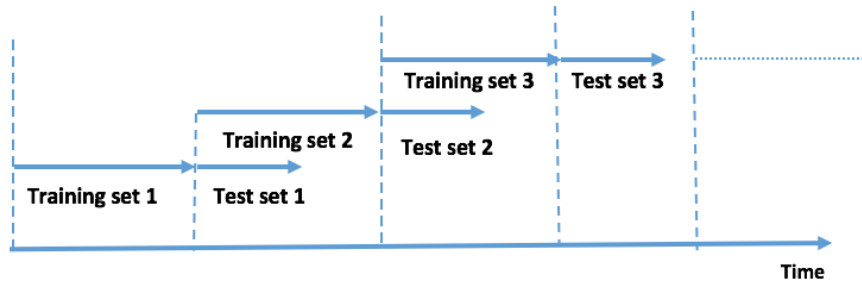 Training set 3
Test set 3
Training set 2
Test set 2
Training set 1
Test set 1
Time